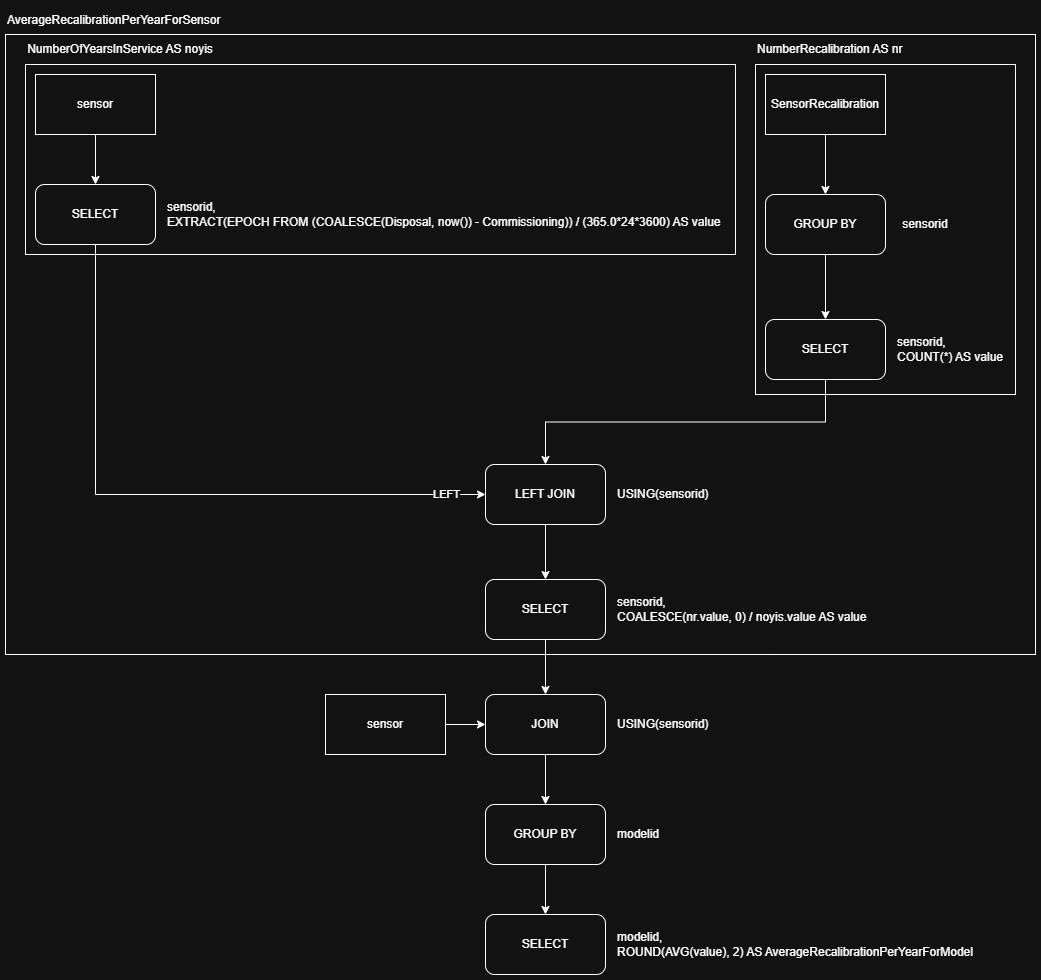 AverageRecalibrationPerYearForSensor
NumberOfYearsInService AS noyis
NumberRecalibration AS nr
sensor
SensorRecalibration
SELECT
sensorid,
EXTRACT(EPOCH FROM (COALESCE(Disposal, now()) - Commissioning)) / (365.0*24*3600) AS value
GROUP BY
sensorid
SELECT
sensorid,
COUNT(*) AS value
LEFT
LEFT JOIN
USING(sensorid)
SELECT
sensorid,
COALESCE(nr.value, 0) / noyis.value AS value
sensor
JOIN
USING(sensorid)
GROUP BY
modelid
SELECT
modelid,
ROUND(AVG(value), 2) AS AverageRecalibrationPerYearForModel